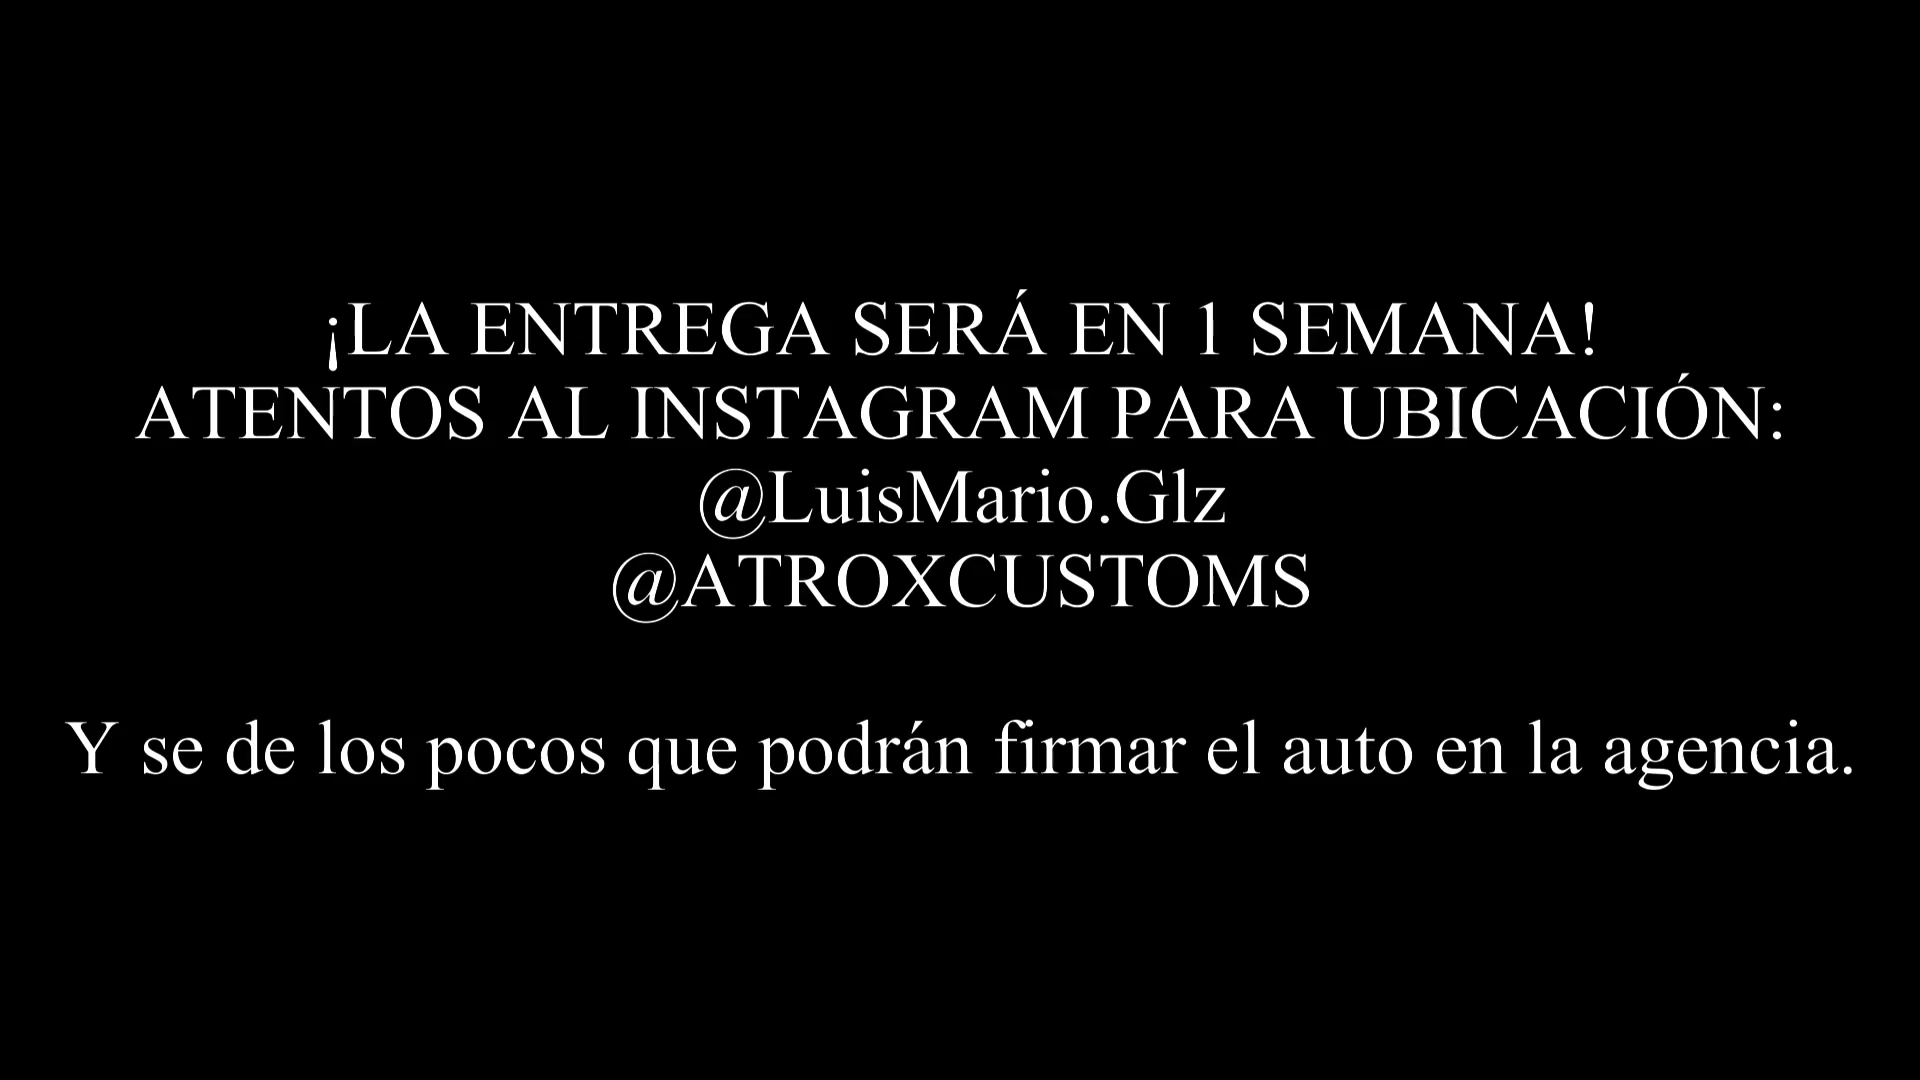 ¡LA ENTREGA SERÁ EN 1 SEMANA!
ATENTOS AL INSTAGRAM PARA UBICACIÓN:
@LuisMario.Glz
@ATROXCUSTOMS
Y se de los pocos que podrán firmar el auto en la agencia.